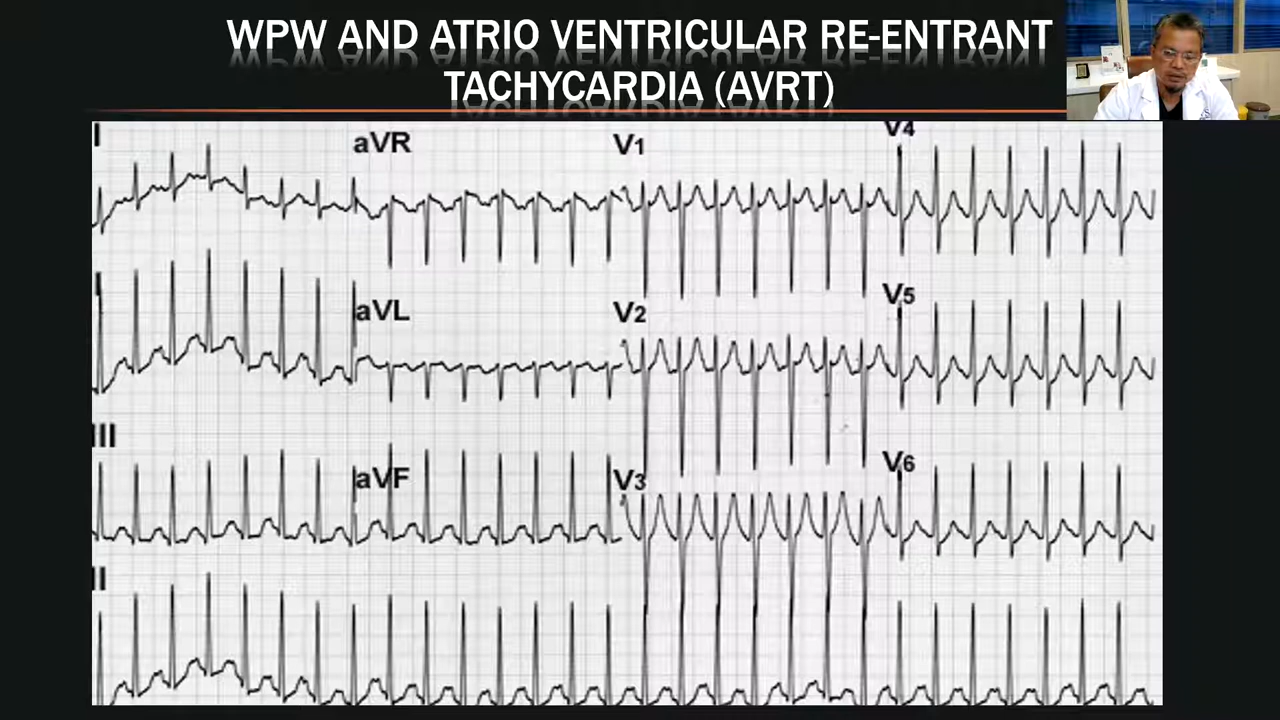 WPW AND ATRIO VENTRICULAR RE-ENTRANT
TACHYCARDIA (AVRT)
I
aVR
V1
V4
I
aVL
V2
V5
III
aVF
V3
V6
II